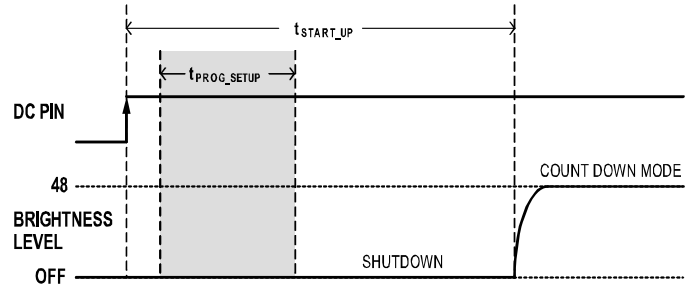 tSTART_UP
tPROG_SETUP
DC PIN
48
COUNT DOWN MODE
BRIGHTNESS
LEVEL
SHUTDOWN
OFF